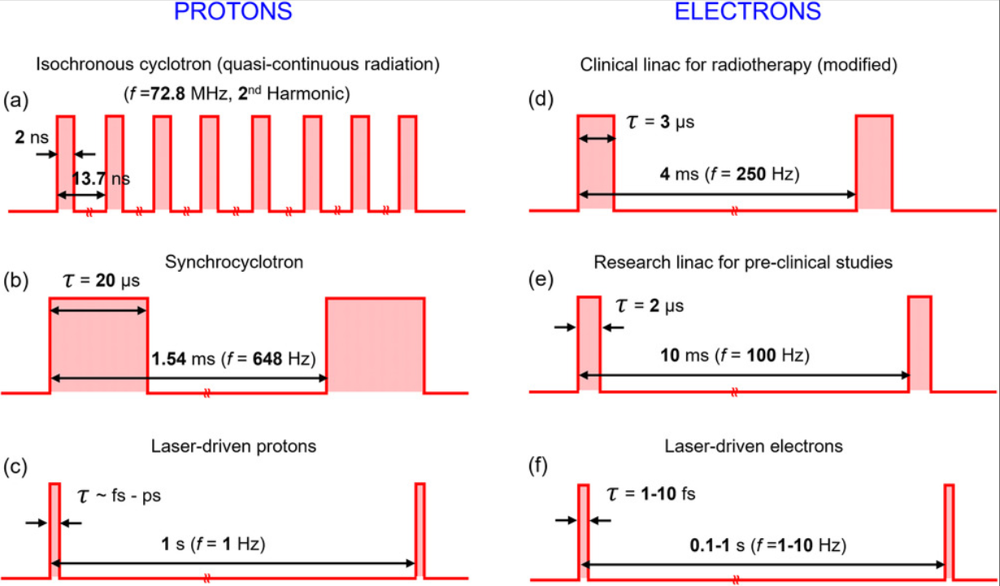 PROTONS
Isochronous cyclotron (quasi-continuous radiation)
(a)
(f =72.8 MHz, 2nd Harmonic)
2 ns
13.7 ns
Synchrocyclotron
(b)
τ = 20 µs
1.54 ms (f = 648 Hz)
Laser-driven protons
(c)
τ ~ fs - ps
1 s (f = 1 Hz)
ELECTRONS
Clinical linac for radiotherapy (modified)
(d)
τ = 3 µs
4 ms (f = 250 Hz)
Research linac for pre-clinical studies
(e)
τ = 2 µs
10 ms (f = 100 Hz)
Laser-driven electrons
(f)
τ = 1-10 fs
0.1-1 s (f =1-10 Hz)